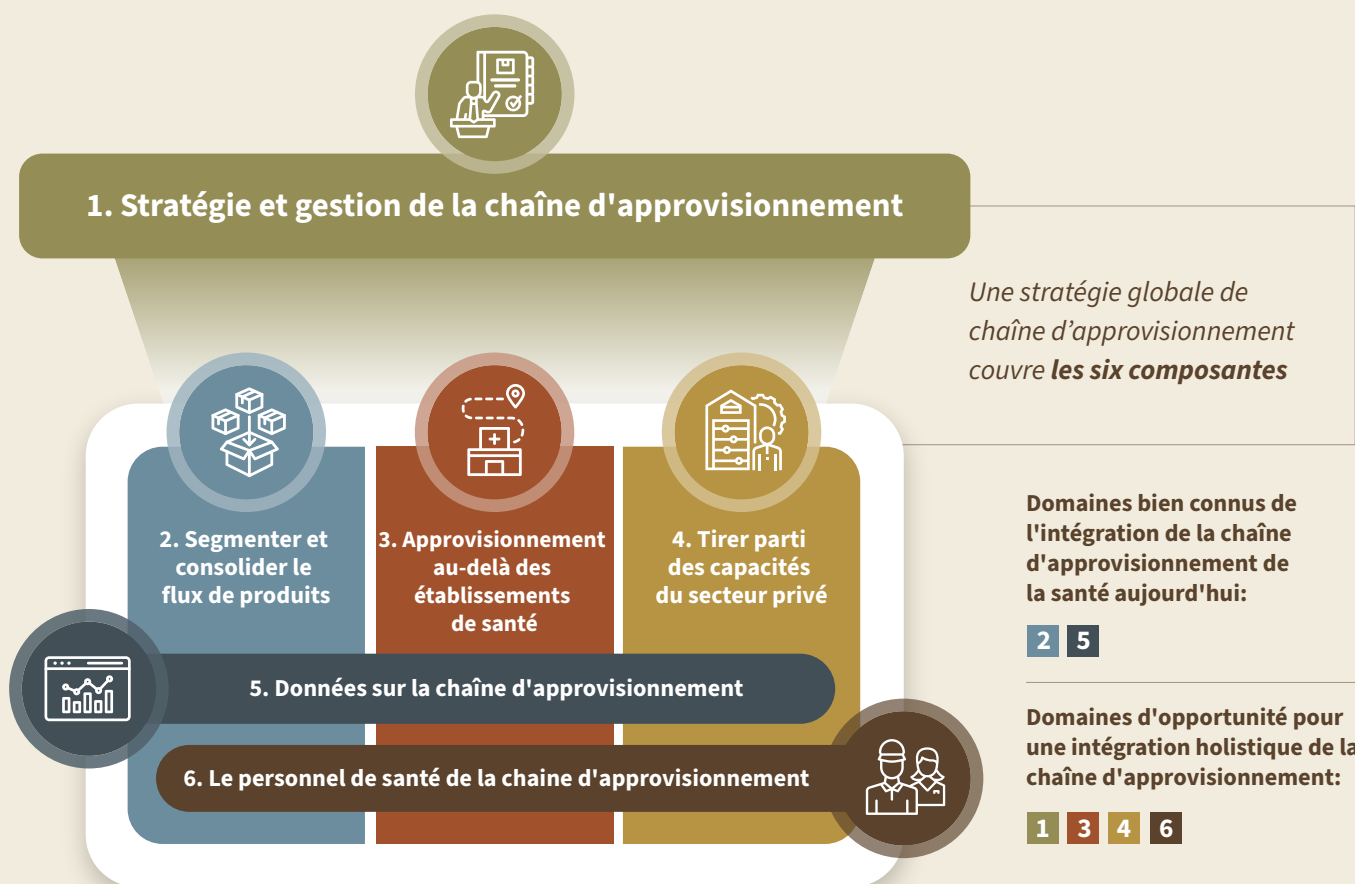 1. Stratégie et gestion de la chaîne d'approvisionnement
Une stratégie globale de
chaîne d’approvisionnement
couvre les six composantes
2. Segmenter et
consolider le
flux de produits
3. Approvisionnement
au-delà des
établissements
de santé
4. Tirer parti
des capacités
du secteur privé
5. Données sur la chaîne d'approvisionnement
6. Le personnel de santé de la chaine d'approvisionnement
Domaines bien connus de
l'intégration de la chaîne
d'approvisionnement de
la santé aujourd'hui:
2 5
Domaines d'opportunité pour
une intégration holistique de la
chaîne d'approvisionnement:
1 3 4 6